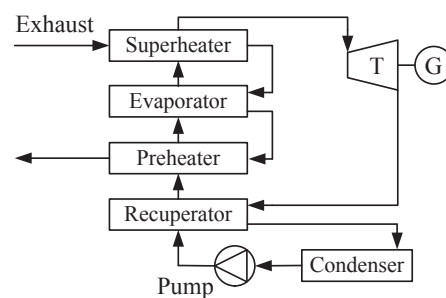 Exhaust
Superheater
T
G
Evaporator
Preheater
Recuperator
Condenser
Pump